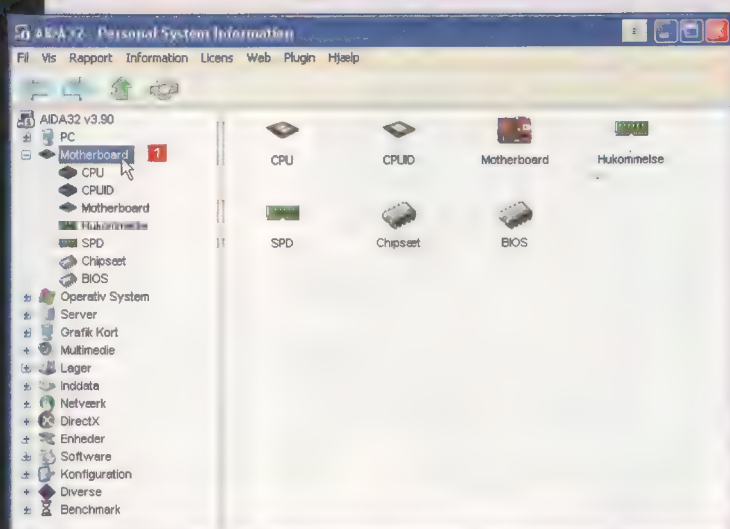 AIDA32 - Personal System Information
Fil Vis Rapport Information Licens Web Plugin Hjælp
AIDA32 v3.90
PC
Motherboard 1
CPU
CPUID
Motherboard
Hukommelse
SPD
Chipsæt
BIOS
Operativ System
Server
Grafik Kort
Multimedie
Lager
Inddata
Netværk
DirectX
Enheder
Software
Konfiguration
Diverse
Benchmark
CPU CPUID Motherboard Hukommelse
SPD Chipsæt BIOS